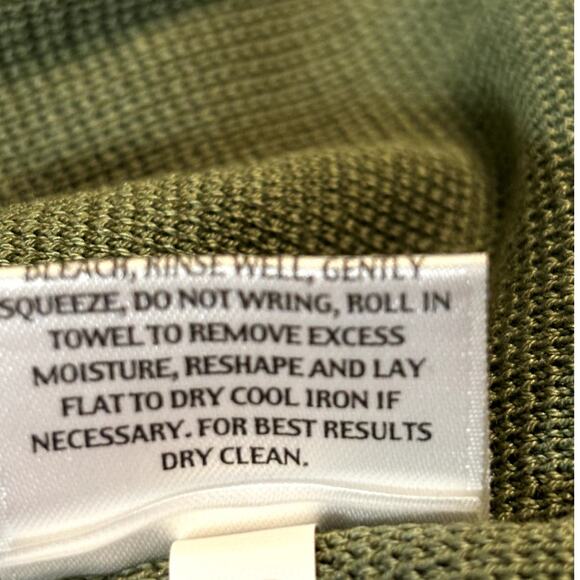 BLEACH, RINSE WELL, GENTLY
SQUEEZE, DO NOT WRING, ROLL IN
TOWEL TO REMOVE EXCESS
MOISTURE, RESHAPE AND LAY
FLAT TO DRY COOL IRON IF
NECESSARY. FOR BEST RESULTS
DRY CLEAN.